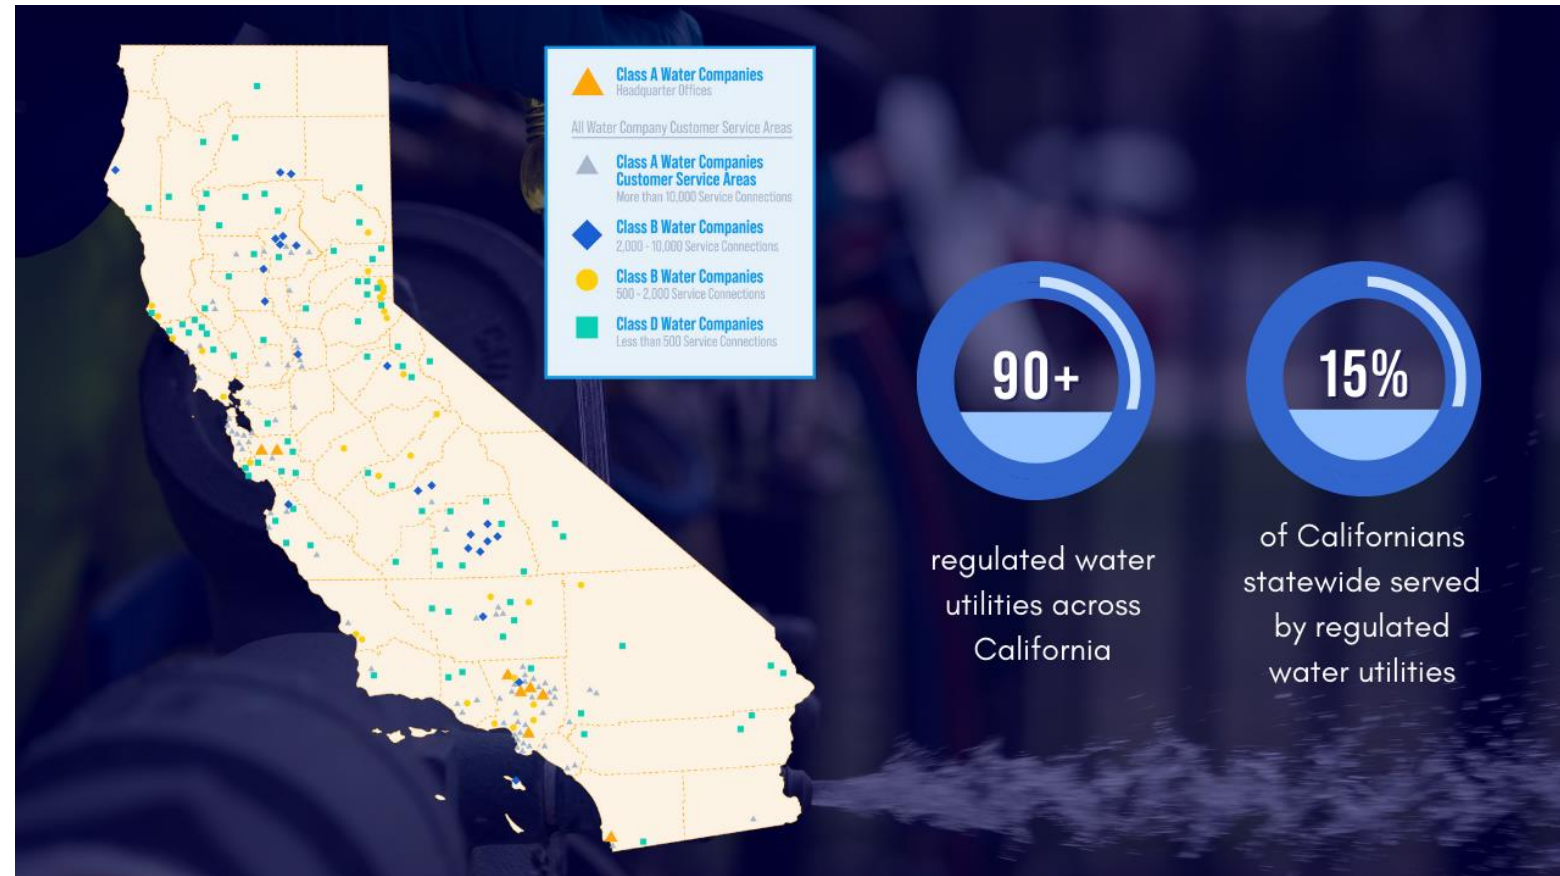 Class A Water Companies
Headquarter Offices
All Water Company Customer Service Areas
Class A Water Companies
Customer Service Areas
More than 10,000 Service Connections
Class B Water Companies
2,000 - 10,000 Service Connections
Class B Water Companies
500 - 2,000 Service Connections
Class D Water Companies
Less than 500 Service Connections
90+
regulated water
utilities across
California
15%
of Californians
statewide served
by regulated
water utilities